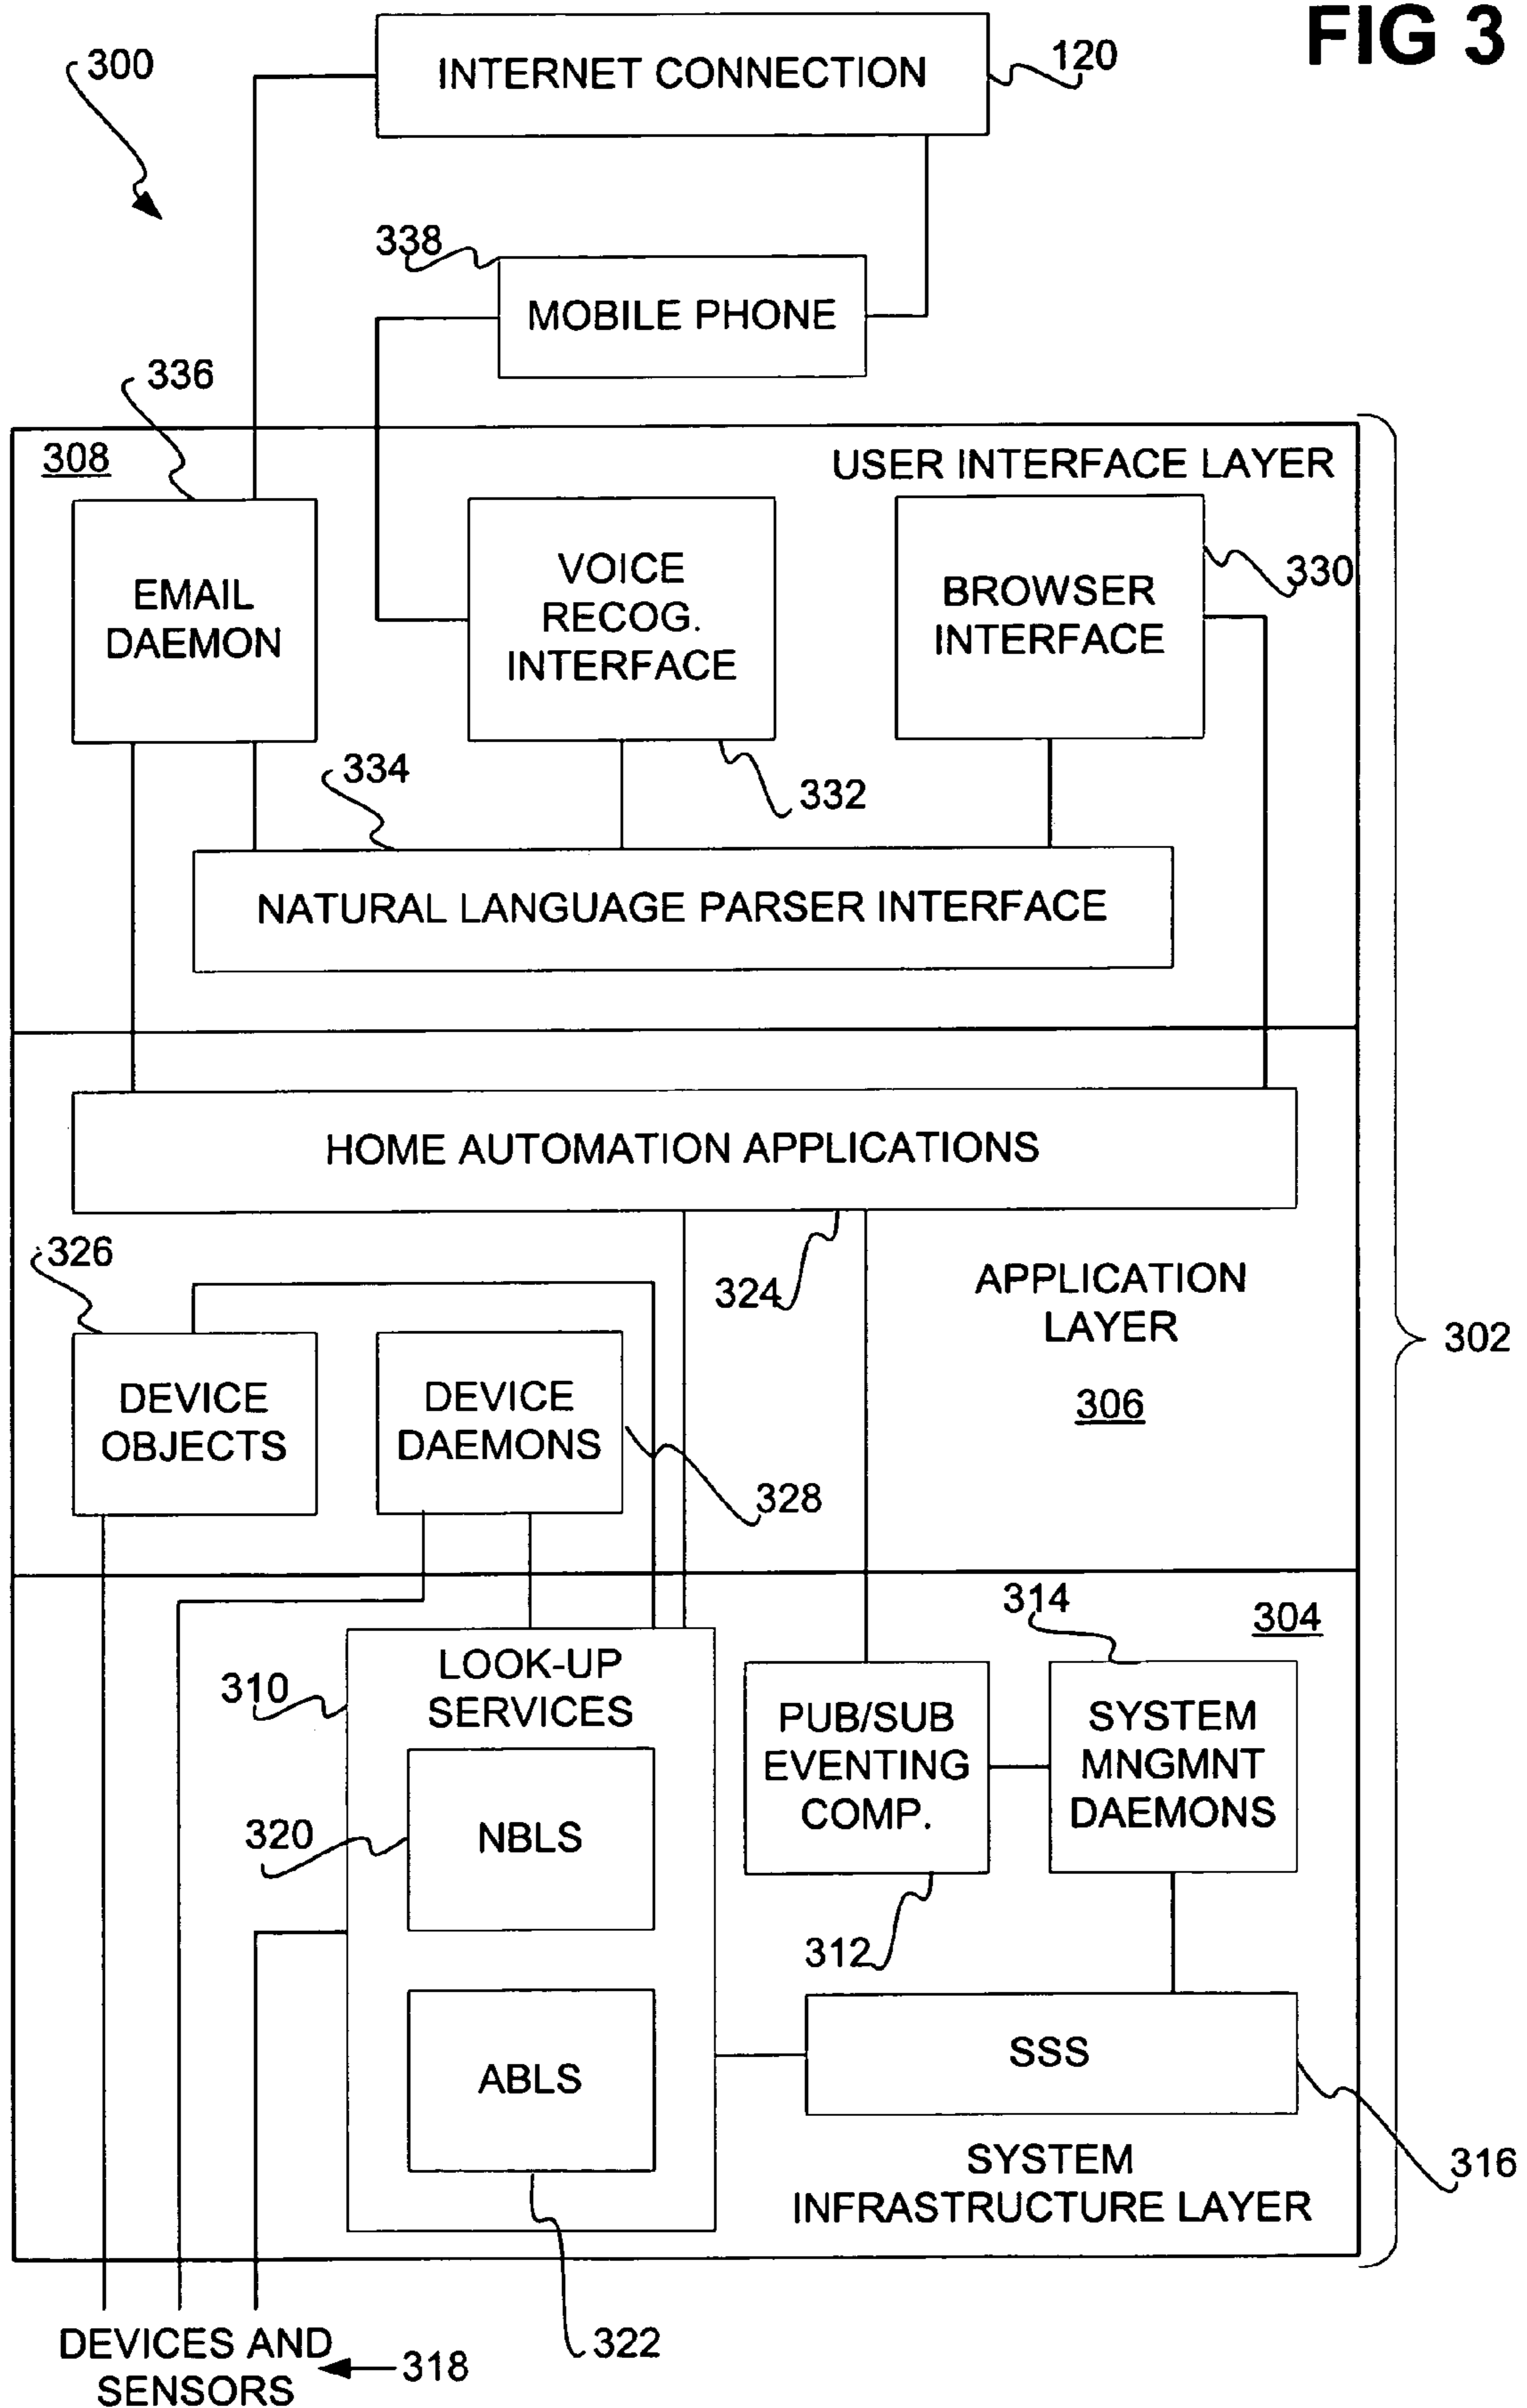 FIG 3
300
INTERNET CONNECTION
120
338
MOBILE PHONE
336
308
USER INTERFACE LAYER
EMAIL
DAEMON
VOICE
RECOG.
INTERFACE
BROWSER
INTERFACE
330
334
332
NATURAL LANGUAGE PARSER INTERFACE
HOME AUTOMATION APPLICATIONS
326
324
APPLICATION
LAYER
302
306
DEVICE
OBJECTS
DEVICE
DAEMONS
328
314
304
310
LOOK-UP
SERVICES
PUB/SUB
EVENTING
COMP.
SYSTEM
MNGMNT
DAEMONS
320
NBLS
312
ABLS
SSS
316
SYSTEM
INFRASTRUCTURE LAYER
322
DEVICES AND
SENSORS
318